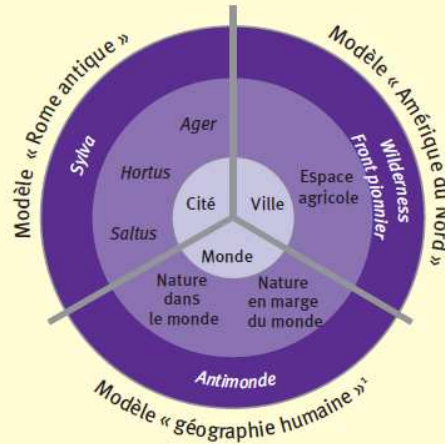 Modèle « Rome antique »
Sylva
Ager
Hortus
Saltus
Cité
Modèle « Amérique du Nord »
Wilderness
Front pionnier
Espace
agricole
Ville
Monde
Nature
dans
le monde
Nature
en marge
du monde
Antimonde
Modèle “géographie humaine”¹